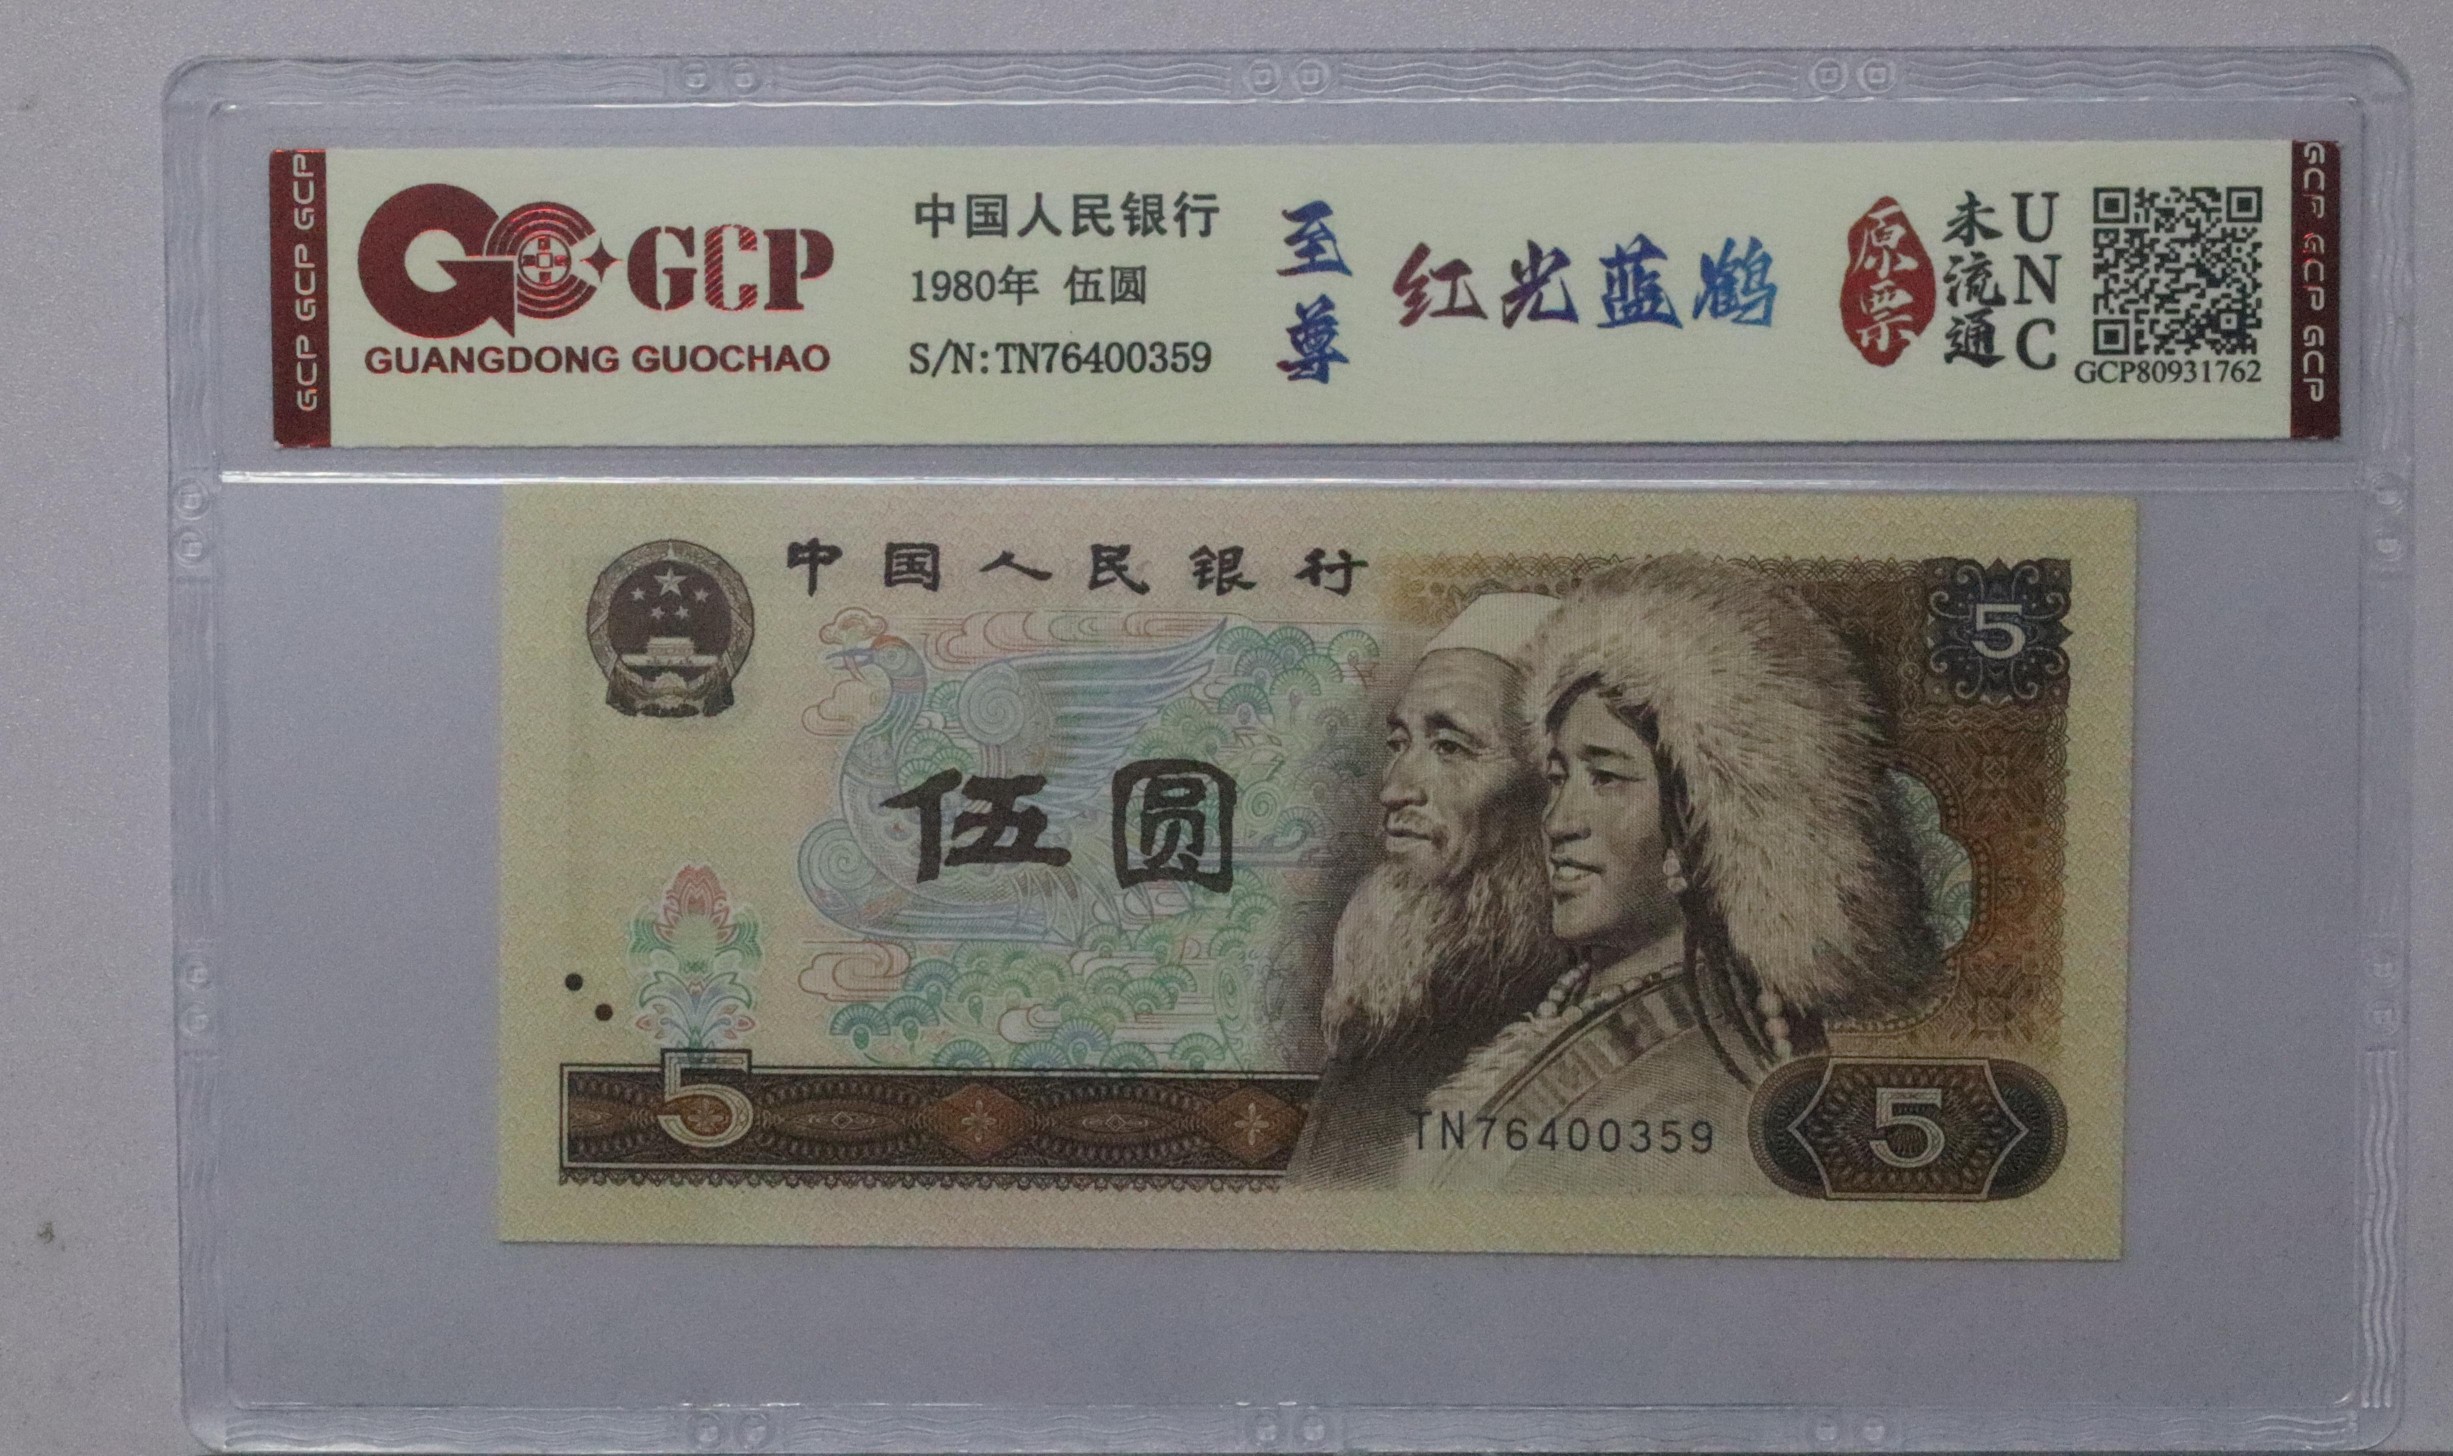 GCP GCP GCP
GCP
GUANGDONG GUOCHAO
中国人民银行
1980年 伍圆
S/N:TN76400359
至尊
红光蓝鹤
原票
未流通
UNC
GCP80931762
GCP GCP GCP
中国人民银行
5
伍圆
5
TN76400359
5